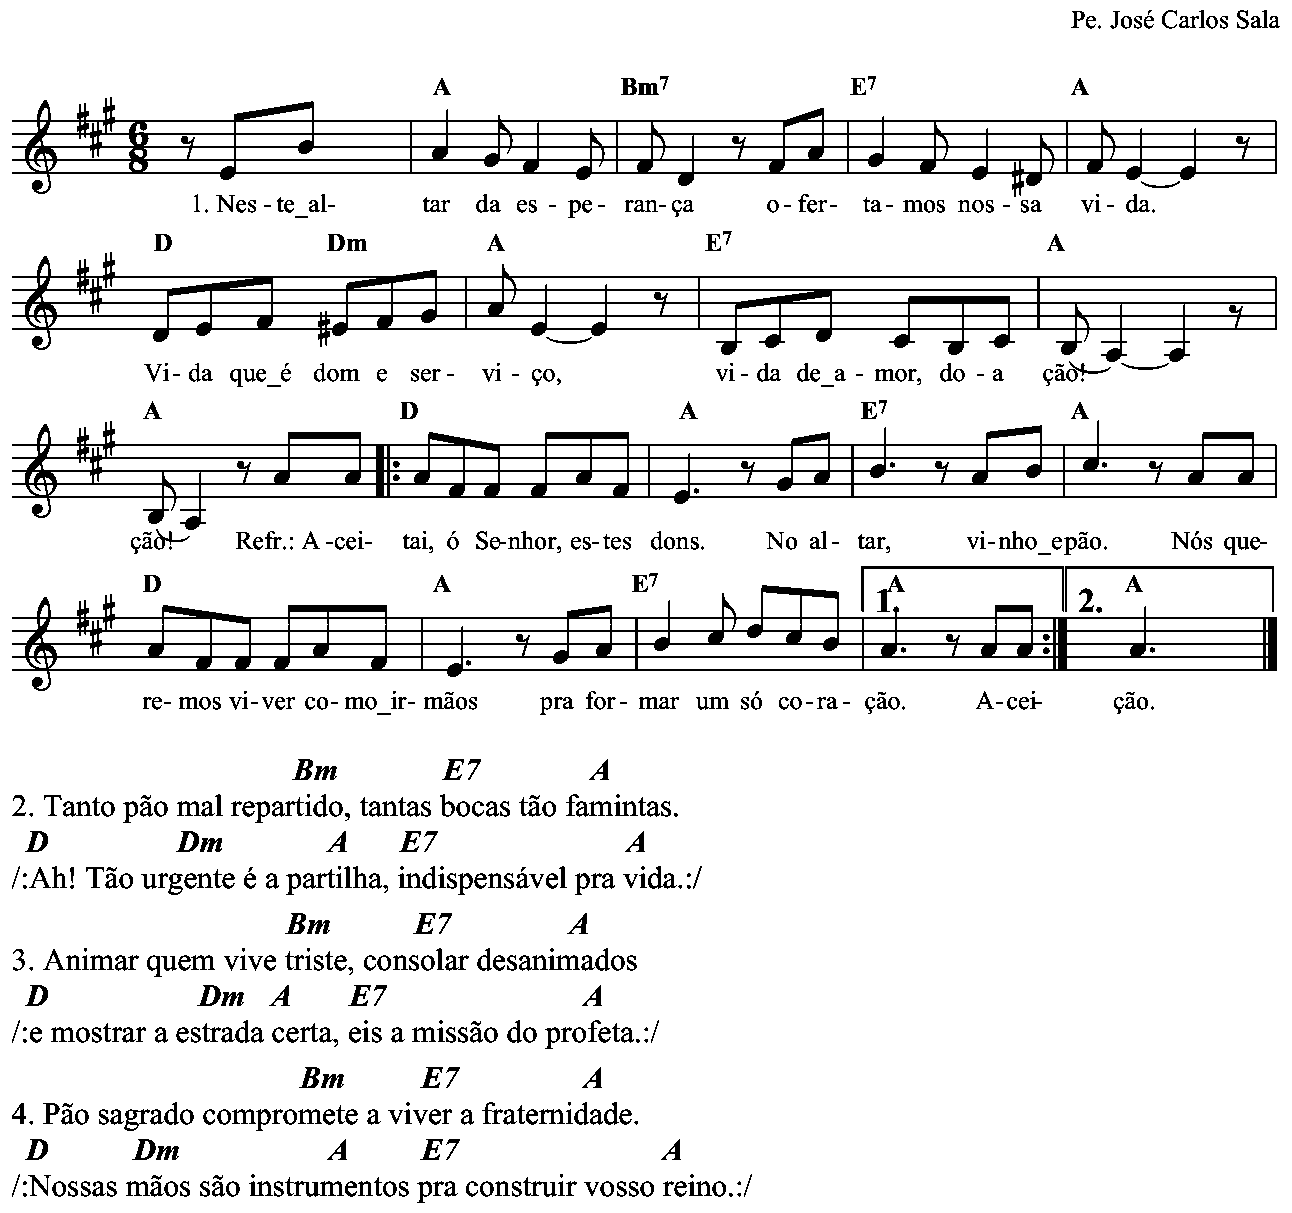 Pe. José Carlos Sala
A Bm7 E7 A
6
8
1. Nes - te_al- tar da es - pe- ran-ça o-fer- ta-mos nos-sa vi-da.
D Dm A E7 A
Vi- da que_é dom e ser- vi-ço, vi-da de_a-mor, do-a ção!
A D A E7 A
ção! Refr.: A -cei- tai, ó Se-nhor, es-tes dons. No al- tar, vi-nho_e pão. Nós que-
D A E7 1. A 2. A
re- mos vi-ver co-mo_ir- mãos pra for- mar um só co-ra- ção. A-cei- ção.
Bm E7 A
2. Tanto pão mal repartido, tantas bocas tão famintas.
D Dm A E7 A
/:Ah! Tão urgente é a partilha, indispensável pra vida.:/
Bm E7 A
3. Animar quem vive triste, consolar desanimados
D Dm A E7 A
/:e mostrar a estrada certa, eis a missão do profeta.:/
Bm E7 A
4. Pão sagrado compromete a viver a fraternidade.
D Dm A E7 A
/:Nossas mãos são instrumentos pra construir vosso reino.:/